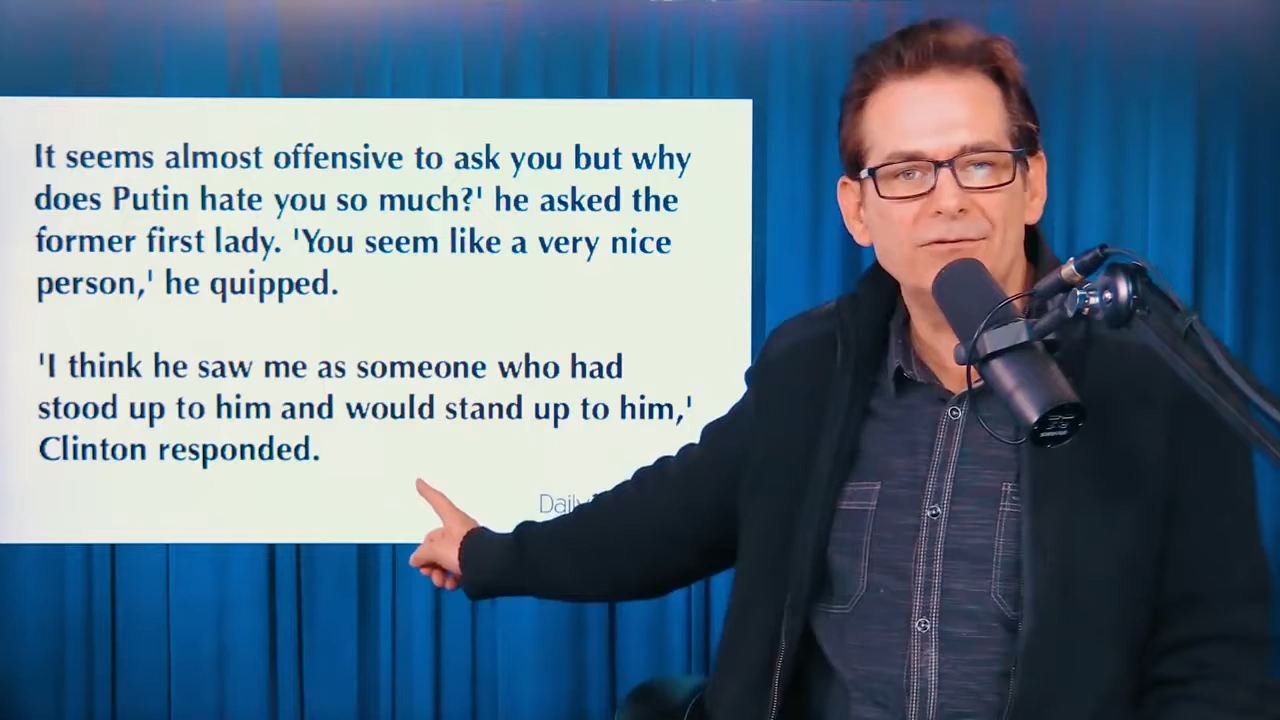 It seems almost offensive to ask you but why
does Putin hate you so much?' he asked the
former first lady. 'You seem like a very nice
person,' he quipped.
'I think he saw me as someone who had
stood up to him and would stand up to him,'
Clinton responded.